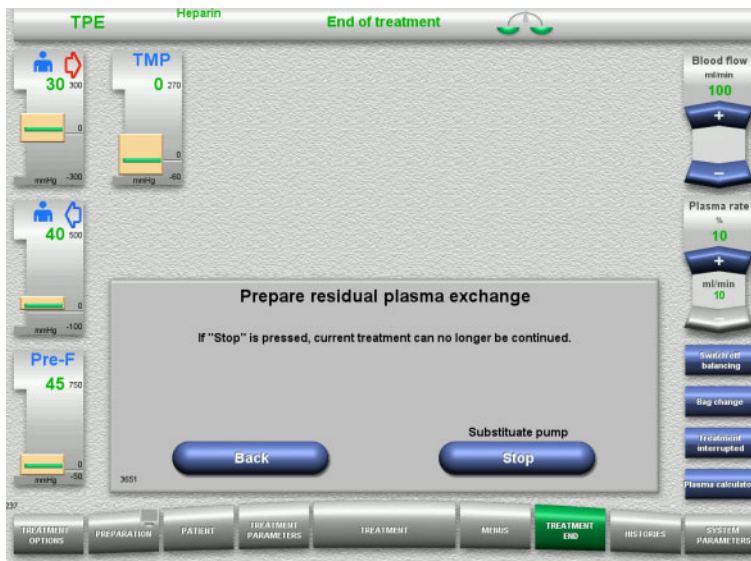 TPE
Heparin
End of treatment
30 300
0
mmHg -300
TMP
0 270
0
mmHg -60
40 500
0
mmHg -100
Pre-F
45 750
0
mmHg -50
Blood flow
ml/min
100
+
–
Plasma rate
%
10
+
ml/min
10
–
Switch off
balancing
Bag change
Treatment
interrupted
Plasma calculate
Prepare residual plasma exchange
If "Stop" is pressed, current treatment can no longer be continued.
Substituate pump
Back
Stop
3651
237
TREATMENT
OPTIONS
PREPARATION
PATIENT
TREATMENT
PARAMETERS
TREATMENT
MENUS
TREATMENT
END
HISTORIES
SYSTEM
PARAMETERS